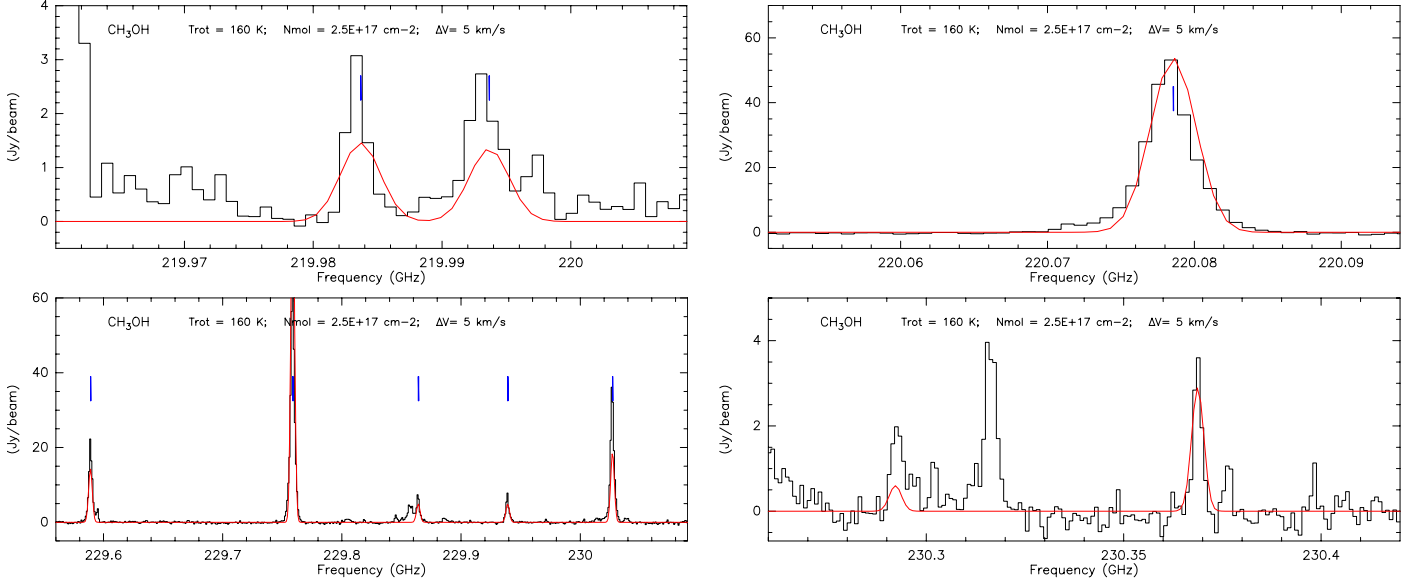 CH₃OH Trot = 160 K; Nmol = 2.5E+17 cm-2; ΔV= 5 km/s
(Jy/beam)
4
3
2
1
0
219.97 219.98 219.99 220
Frequency (GHz)
CH₃OH Trot = 160 K; Nmol = 2.5E+17 cm-2; ΔV= 5 km/s
(Jy/beam)
60
40
20
0
220.06 220.07 220.08 220.09
Frequency (GHz)
CH₃OH Trot = 160 K; Nmol = 2.5E+17 cm-2; ΔV= 5 km/s
(Jy/beam)
60
40
20
0
229.6 229.7 229.8 229.9 230
Frequency (GHz)
CH₃OH Trot = 160 K; Nmol = 2.5E+17 cm-2; ΔV= 5 km/s
(Jy/beam)
4
2
0
230.3 230.35 230.4
Frequency (GHz)